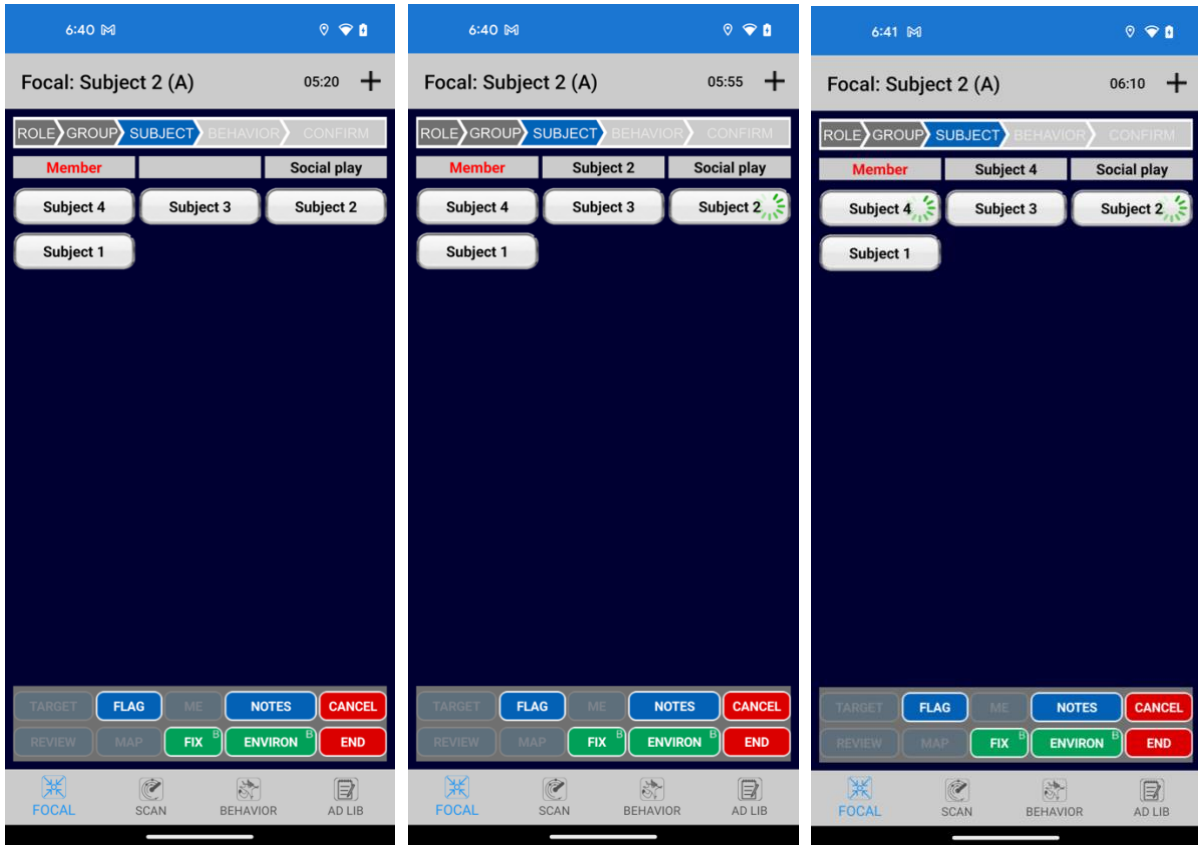 6:40
Focal: Subject 2 (A) 05:20 +
ROLE GROUP SUBJECT BEHAVIOR CONFIRM
Member Social play
Subject 4 Subject 3 Subject 2
Subject 1
TARGET FLAG ME NOTES CANCEL
REVIEW MAP FIX B ENVIRON B END
FOCAL SCAN BEHAVIOR AD LIB
6:40
Focal: Subject 2 (A) 05:55 +
ROLE GROUP SUBJECT BEHAVIOR CONFIRM
Member Subject 2 Social play
Subject 4 Subject 3 Subject 2
Subject 1
TARGET FLAG ME NOTES CANCEL
REVIEW MAP FIX B ENVIRON B END
FOCAL SCAN BEHAVIOR AD LIB
6:41
Focal: Subject 2 (A) 06:10 +
ROLE GROUP SUBJECT BEHAVIOR CONFIRM
Member Subject 4 Social play
Subject 4 Subject 3 Subject 2
Subject 1
TARGET FLAG ME NOTES CANCEL
REVIEW MAP FIX B ENVIRON B END
FOCAL SCAN BEHAVIOR AD LIB